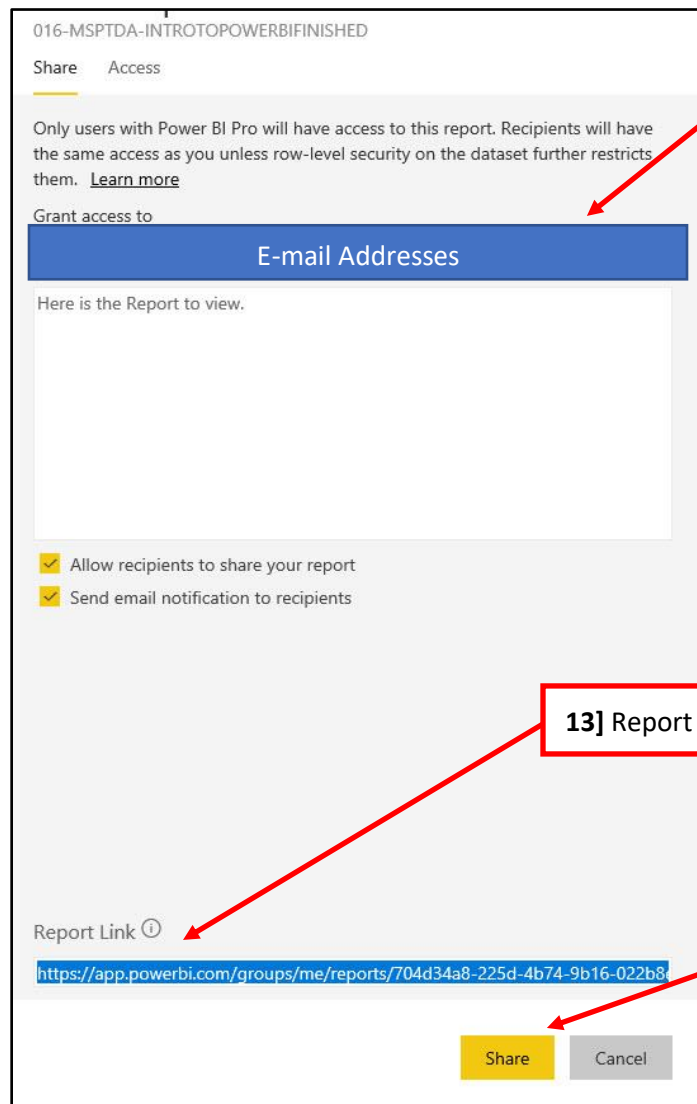 016-MSPTDA-INTROTOPOWERBIFINISHED
Share Access
Only users with Power BI Pro will have access to this report. Recipients will have
the same access as you unless row-level security on the dataset further restricts
them. Learn more
Grant access to
E-mail Addresses
Here is the Report to view.
Allow recipients to share your report
Send email notification to recipients
13] Report
Report Link
https://app.powerbi.com/groups/me/reports/704d34a8-225d-4b74-9b16-022b8
Share Cancel